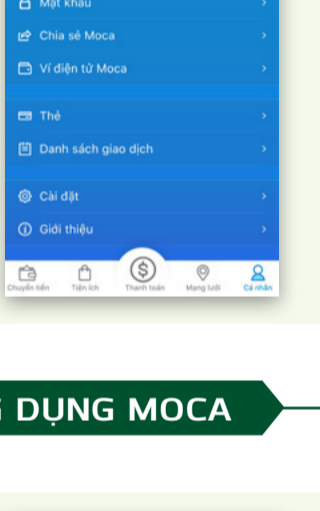 Mật khẩu
Chia sẻ Moca
Ví điện tử Moca
Thẻ
Danh sách giao dịch
Cài đặt
Giới thiệu
Chuyển tiền Tiện ích Thanh toán Mạng lưới Cá nhân
G DỤNG MOCA